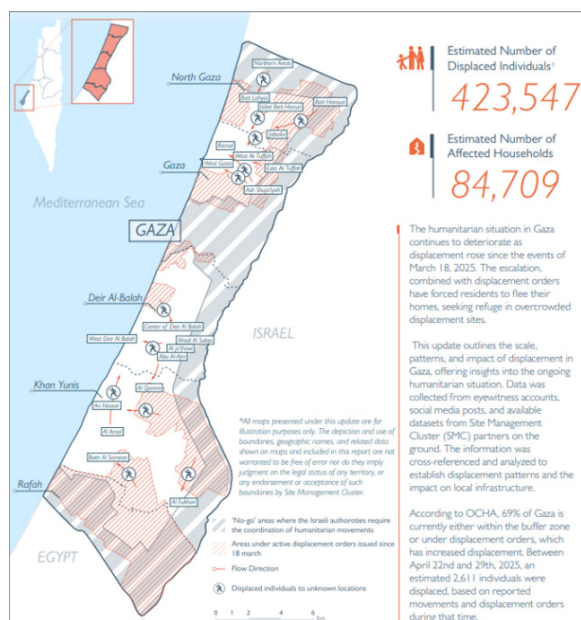 Estimated Number of
Displaced Individuals¹
423,547
Estimated Number of
Affected Households
84,709
Northern Areas
North Gaza
Beit Lahiya
Izbet Beit Hanun
Beit Hanoun
Jabalia
Remal
West At Tuffah
West Gaza
East At Tuffah
Gaza
Ash Shuja'iyeh
Mediterranean Sea
GAZA
Deir Al-Balah
Center of Deir Al Balah
ISRAEL
West Deir Al Balah
Wadi Al Salqa
Abu Al Ajin
Khan Yunis
Al Qarara
An Nasser
Al Amal
Batn Al Sameen
Rafah
Al Fukhari
EGYPT
The humanitarian situation in Gaza
continues to deteriorate as
displacement rose since the events of
March 18, 2025. The escalation,
combined with displacement orders
have forced residents to flee their
homes, seeking refuge in overcrowded
displacement sites.
This update outlines the scale,
patterns, and impact of displacement in
Gaza, offering insights into the ongoing
humanitarian situation. Data was
collected from eyewitness accounts,
social media posts, and available
datasets from Site Management
Cluster (SMC) partners on the
ground. The information was
cross-referenced and analyzed to
establish displacement patterns and the
impact on local infrastructure.
According to OCHA, 69% of Gaza is
currently either within the buffer zone
or under displacement orders, which
has increased displacement. Between
April 22nd and 29th, 2025, an
estimated 2,611 individuals were
displaced, based on reported
movements and displacement orders
during that time.
*All maps presented under this update are for
illustration purposes only. The depiction and use of
boundaries, geographic names, and related data
shown on maps and included in this report are not
warranted to be free of error nor do they imply
judgment on the legal status of any territory, or
any endorsement or acceptance of such
boundaries by Site Management Cluster.
'No-go' areas where the Israeli authoroties require
the coordination of humanitarian movements
Areas under active displacement orders issued since
18 march
Flow Direction
Displaced individuals to unknown locations
0 1 2 4 6
Km